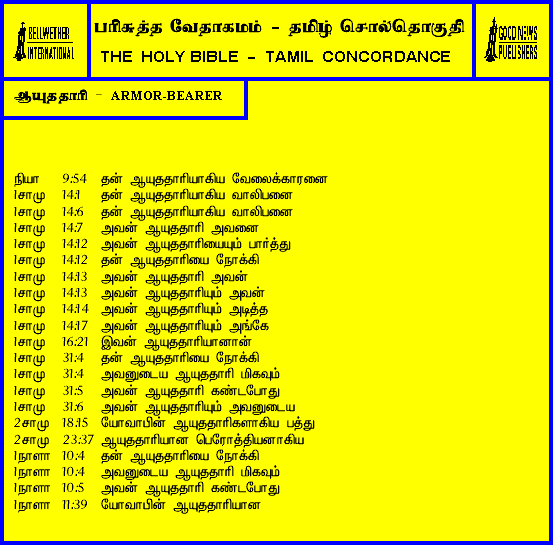 BELLWETHER
INTERNATIONAL
பரிசுத்த வேதாகமம் - தமிழ் சொல்தொகுதி
THE HOLY BIBLE - TAMIL CONCORDANCE
GOOD NEWS
PUBLISHERS
ஆயுததாரி - ARMOR-BEARER
நியா 9:54 தன் ஆயுததாரியாகிய வேலைக்காரனை
1சாமு 14:1 தன் ஆயுததாரியாகிய வாலிபனை
1சாமு 14:6 தன் ஆயுததாரியாகிய வாலிபனை
1சாமு 14:7 அவன் ஆயுததாரி அவனை
1சாமு 14:12 அவன் ஆயுததாரியையும் பார்த்து
1சாமு 14:12 தன் ஆயுததாரியை நோக்கி
1சாமு 14:13 அவன் ஆயுததாரி அவன்
1சாமு 14:13 அவன் ஆயுததாரியும் அவன்
1சாமு 14:14 அவன் ஆயுததாரியும் அடித்த
1சாமு 14:17 அவன் ஆயுததாரியும் அங்கே
1சாமு 16:21 இவன் ஆயுததாரியானான்
1சாமு 31:4 தன் ஆயுததாரியை நோக்கி
1சாமு 31:4 அவனுடைய ஆயுததாரி மிகவும்
1சாமு 31:5 அவன் ஆயுததாரி கண்டபோது
1சாமு 31:6 அவன் ஆயுததாரியும் அவனுடைய
2சாமு 18:15 யோவாபின் ஆயுததாரிகளாகிய பத்து
2சாமு 23:37 ஆயுததாரியான பெரோத்தியனாகிய
1நாளா 10:4 தன் ஆயுததாரியை நோக்கி
1நாளா 10:4 அவனுடைய ஆயுததாரி மிகவும்
1நாளா 10:5 அவன் ஆயுததாரி கண்டபோது
1நாளா 11:39 யோவாபின் ஆயுததாரியான